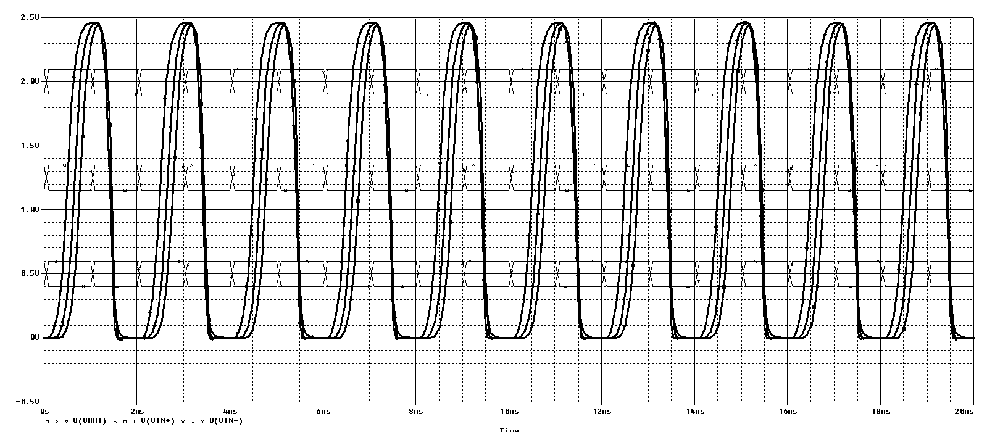 2.5V
2.0V
1.5V
1.0V
0.5V
0V
-0.5V
0s 2ns 4ns 6ns 8ns 10ns 12ns 14ns 16ns 18ns 20ns
V(VOUT) V(VIN+) V(VIN-)
Time